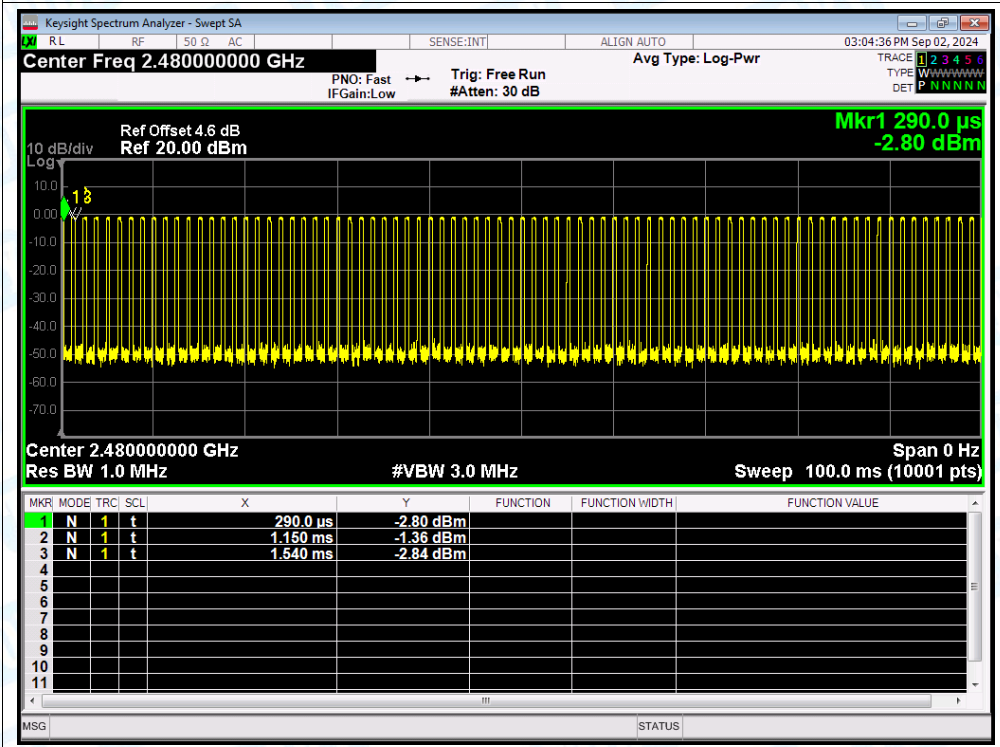 Keysight Spectrum Analyzer - Swept SA
LXI RL RF 50 Ω AC SENSE:INT ALIGN AUTO 03:04:36 PM Sep 02, 2024
Center Freq 2.480000000 GHz Avg Type: Log-Pwr TRACE 1 2 3 4 5 6
PNO: Fast Trig: Free Run TYPE W W W W W W
IFGain:Low #Atten: 30 dB DET P N N N N N
Mkr1 290.0 µs
Ref Offset 4.6 dB
10 dB/div Ref 20.00 dBm -2.80 dBm
Log
10.0
0.00
-10.0
-20.0
-30.0
-40.0
-50.0
-60.0
-70.0
Center 2.480000000 GHz Span 0 Hz
Res BW 1.0 MHz #VBW 3.0 MHz Sweep 100.0 ms (10001 pts)
MKR MODE TRC SCL X Y FUNCTION FUNCTION WIDTH FUNCTION VALUE
1 N 1 t 290.0 µs -2.80 dBm
2 N 1 t 1.150 ms -1.36 dBm
3 N 1 t 1.540 ms -2.84 dBm
4
5
6
7
8
9
10
11
MSG STATUS